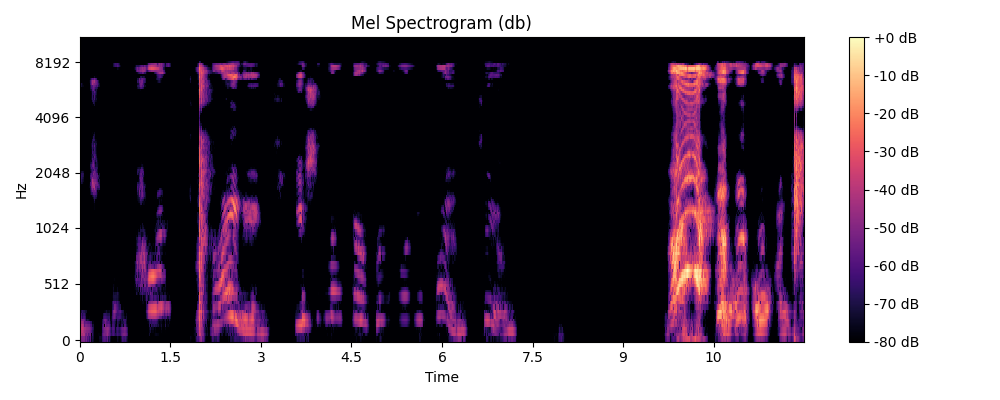 Mel Spectrogram (db)
8192
4096
2048
1024
512
0
Hz
0 1.5 3 4.5 6 7.5 9 10
Time
+0 dB
-10 dB
-20 dB
-30 dB
-40 dB
-50 dB
-60 dB
-70 dB
-80 dB